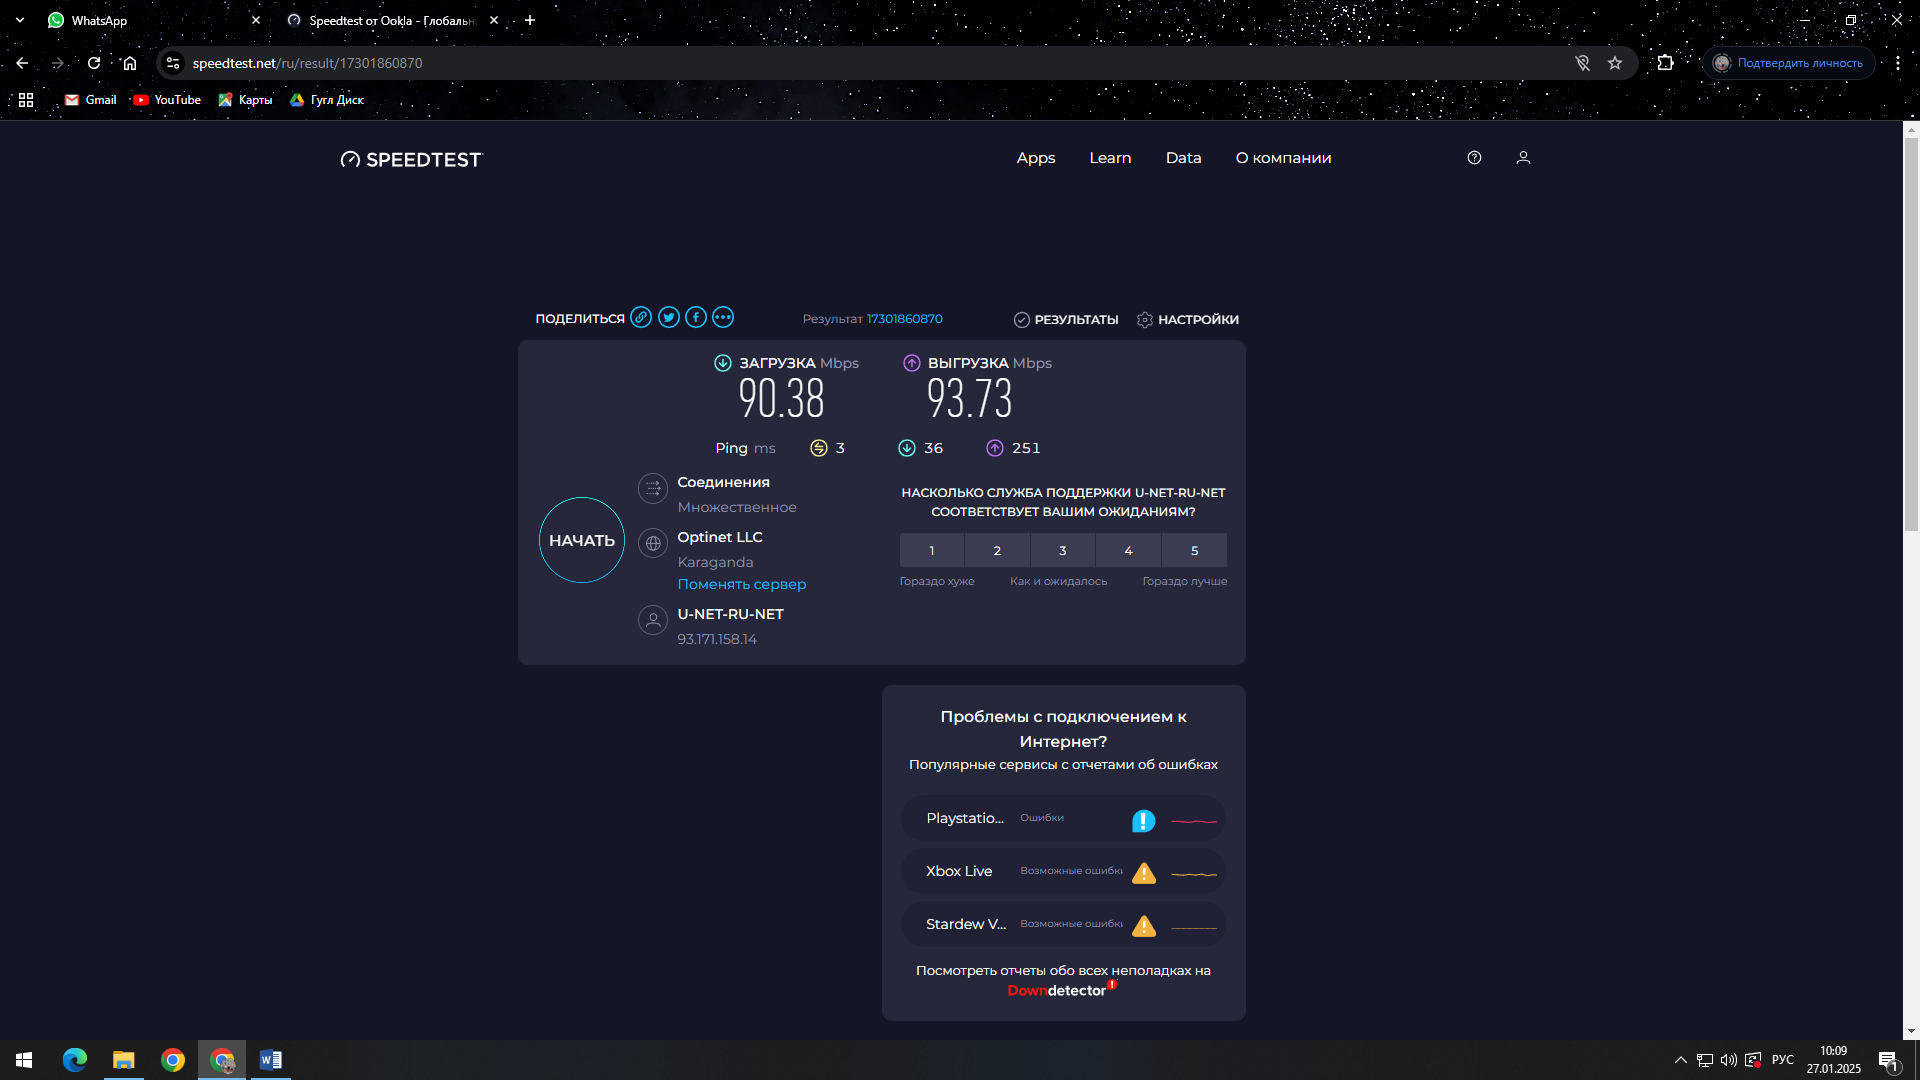 WhatsApp
Speedtest от Ookla - Глобальн
speedtest.net/ru/result/17301860870
Подтвердить личность
Gmail
YouTube
Карты
Гугл Диск
SPEEDTEST
Apps
Learn
Data
О компании
ПОДЕЛИТЬСЯ
Результат 17301860870
РЕЗУЛЬТАТЫ
НАСТРОЙКИ
ЗАГРУЗКА Mbps
90.38
ВЫГРУЗКА Mbps
93.73
Ping ms
3
36
251
НАЧАТЬ
Соединения
Множественное
Optinet LLC
Karaganda
Поменять сервер
U-NET-RU-NET
93.171.158.14
НАСКОЛЬКО СЛУЖБА ПОДДЕРЖКИ U-NET-RU-NET
СООТВЕТСТВУЕТ ВАШИМ ОЖИДАНИЯМ?
1 2 3 4 5
Гораздо хуже
Как и ожидалось
Гораздо лучше
Проблемы с подключением к
Интернет?
Популярные сервисы с отчетами об ошибках
Playstatio... Ошибки
Xbox Live Возможные ошибки
Stardew V... Возможные ошибки
Посмотреть отчеты обо всех неполадках на
Downdetector
РУС
10:09
27.01.2025
1